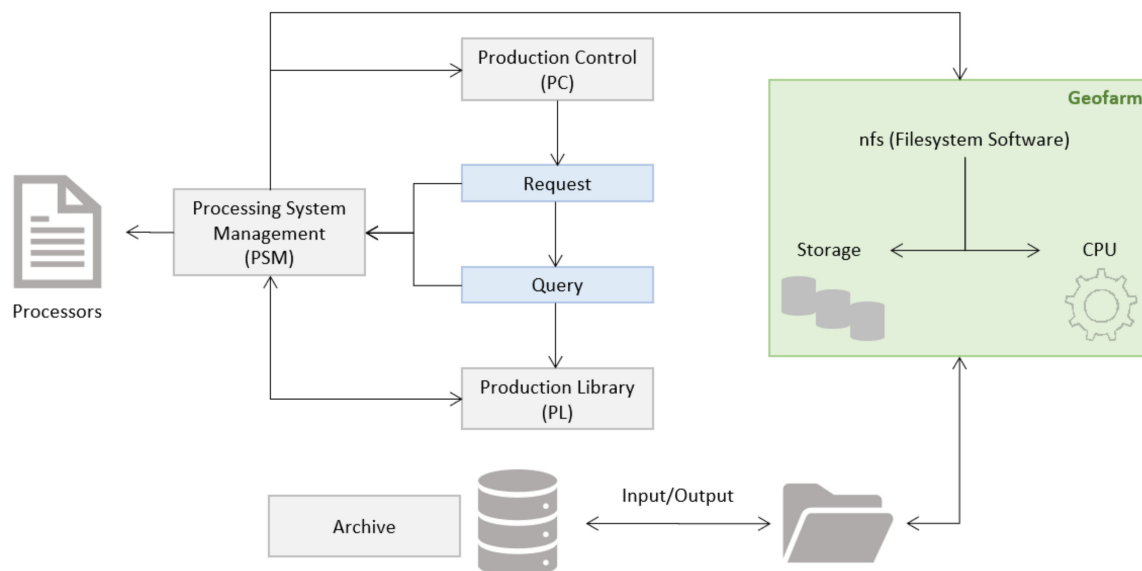 Production Control
(PC)
Geofarm
nfs (Filesystem Software)
Request
Processing System
Management
(PSM)
Storage
CPU
Query
Processors
Production Library
(PL)
Input/Output
Archive